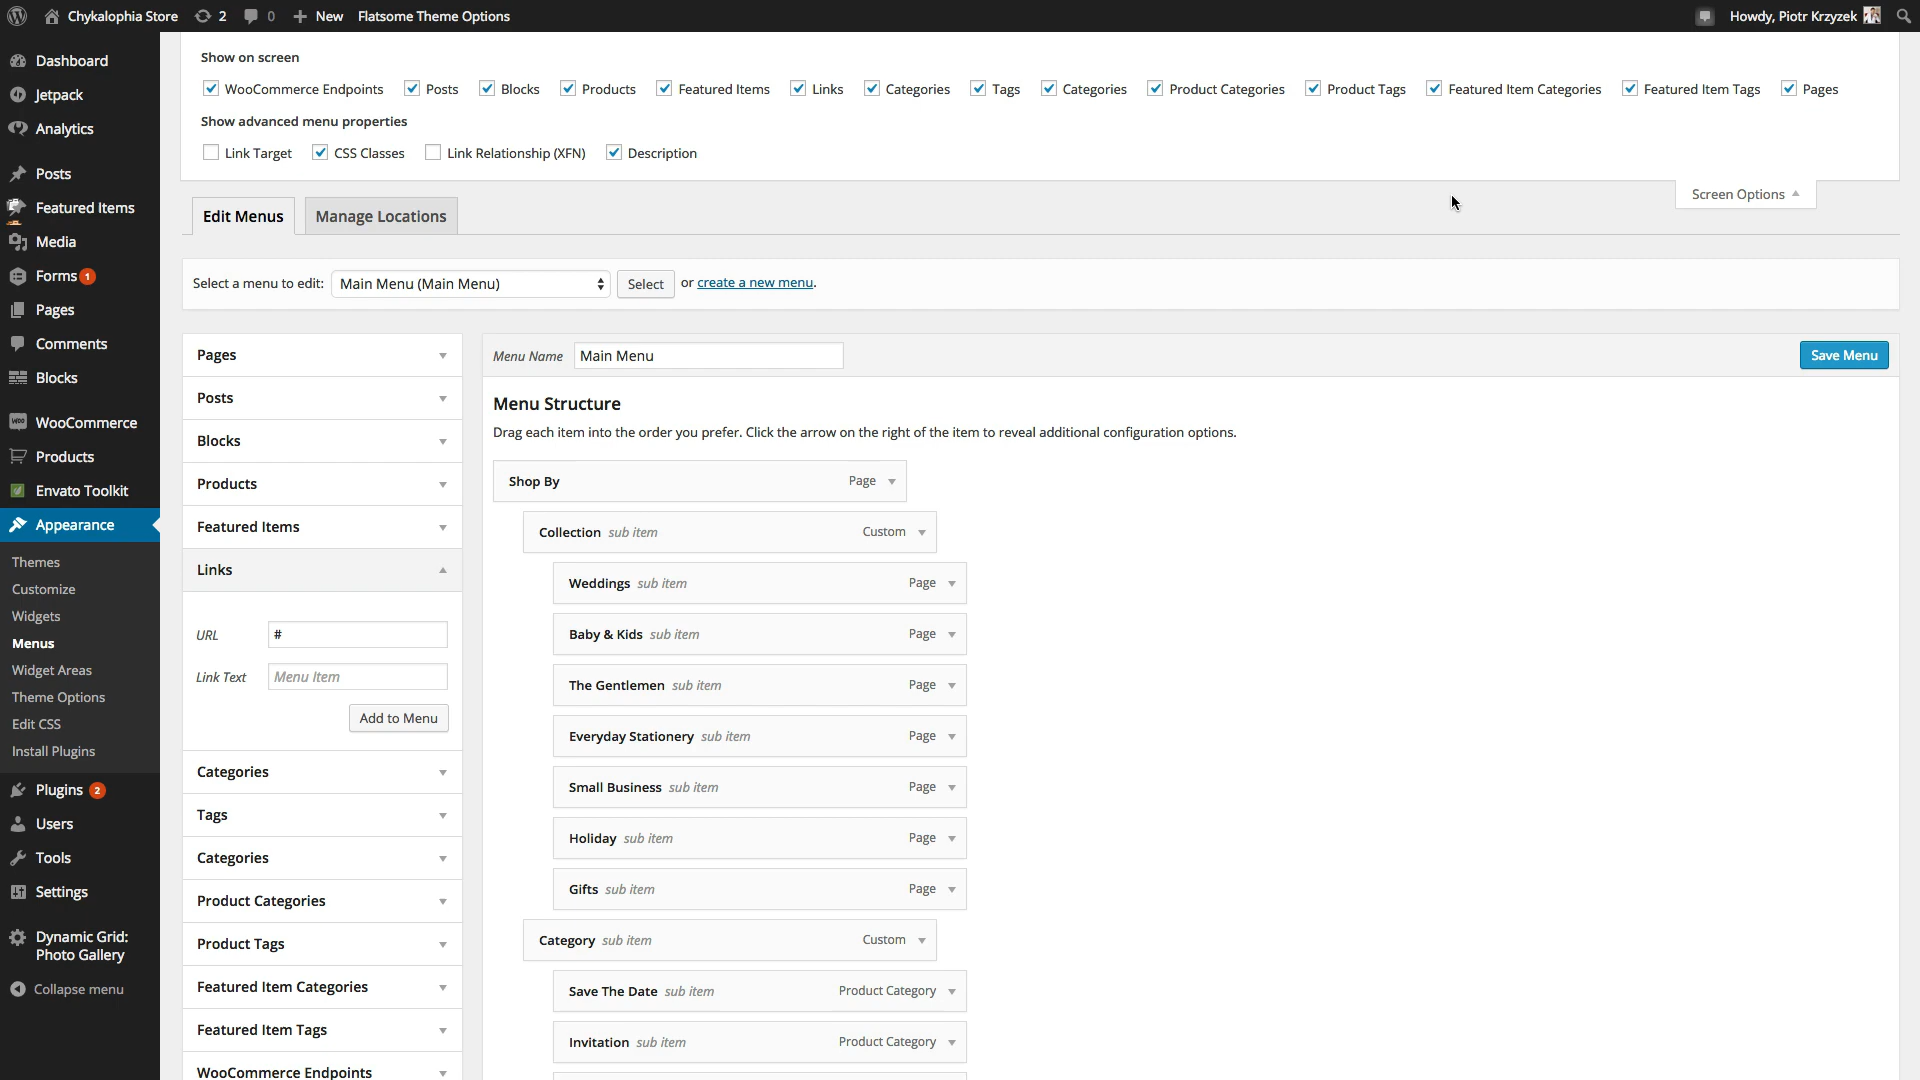 Chykalophia Store 2 0 New Flatsome Theme Options Howdy, Piotr Krzyzek
Dashboard
Jetpack
Analytics
Posts
Featured Items
Media
Forms 1
Pages
Comments
Blocks
WooCommerce
Products
Envato Toolkit
Appearance
Themes
Customize
Widgets
Menus
Widget Areas
Theme Options
Edit CSS
Install Plugins
Plugins 2
Users
Tools
Settings
Dynamic Grid:
Photo Gallery
Collapse menu
Show on screen
WooCommerce Endpoints Posts Blocks Products Featured Items Links Categories Tags Categories Product Categories Product Tags Featured Item Categories Featured Item Tags Pages
Show advanced menu properties
Link Target CSS Classes Link Relationship (XFN) Description
Screen Options
Edit Menus Manage Locations
Select a menu to edit: Main Menu (Main Menu) Select or create a new menu.
Pages
Posts
Blocks
Products
Featured Items
Links
URL #
Link Text Menu Item
Add to Menu
Categories
Tags
Categories
Product Categories
Product Tags
Featured Item Categories
Featured Item Tags
WooCommerce Endpoints
Menu Name Main Menu Save Menu
Menu Structure
Drag each item into the order you prefer. Click the arrow on the right of the item to reveal additional configuration options.
Shop By Page
Collection sub item Custom
Weddings sub item Page
Baby & Kids sub item Page
The Gentlemen sub item Page
Everyday Stationery sub item Page
Small Business sub item Page
Holiday sub item Page
Gifts sub item Page
Category sub item Custom
Save The Date sub item Product Category
Invitation sub item Product Category